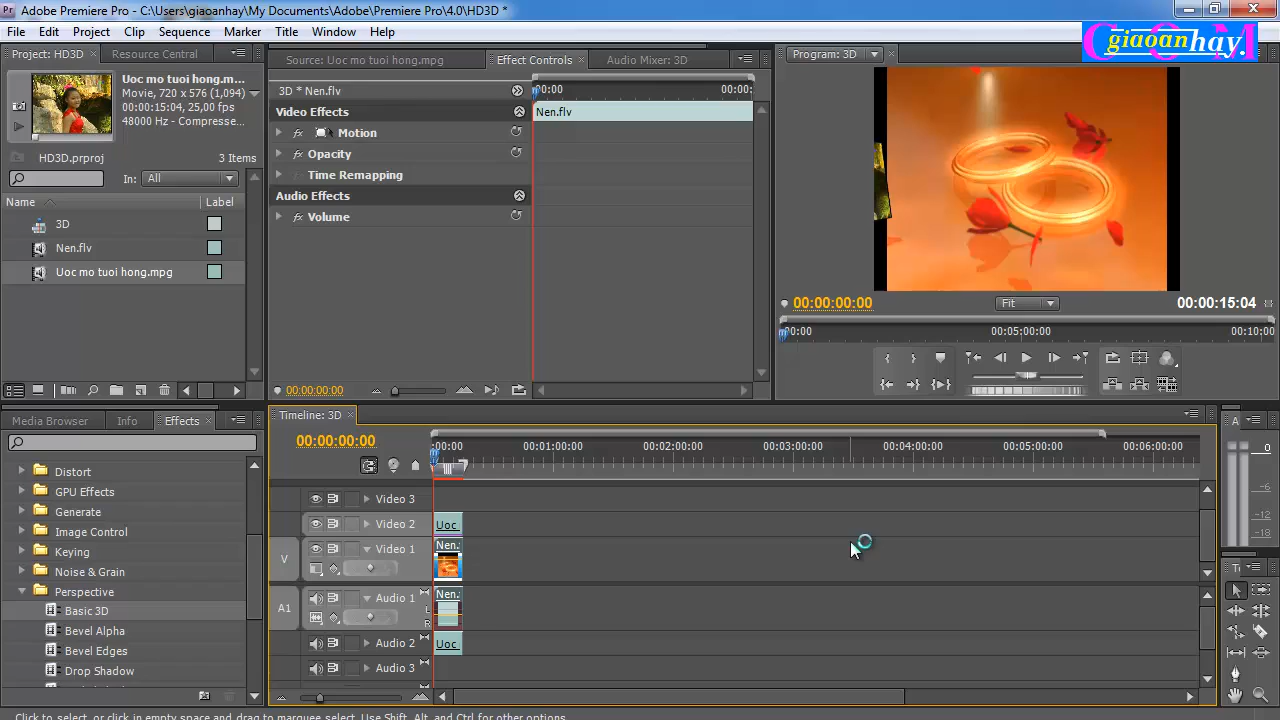 Adobe Premiere Pro - C:\Users\giaoanhay\My Documents\Adobe\Premiere Pro\4.0\HD3D *
File Edit Project Clip Sequence Marker Title Window Help
giaoanhay.
COM
Project: HD3D Resource Central
Uoc mo tuoi hong.m...
Movie, 720 x 576 (1,094)
00:00:15:04, 25,00 fps
48000 Hz - Compresse...
HD3D.prproj 3 Items
In: All
Name Label
3D
Nen.flv
Uoc mo tuoi hong.mpg
Source: Uoc mo tuoi hong.mpg Effect Controls Audio Mixer: 3D
3D * Nen.flv 00:00 00:00:
Video Effects Nen.flv
Motion
Opacity
Time Remapping
Audio Effects
Volume
00:00:00:00
Program: 3D
00:00:00:00 Fit 00:00:15:04
00:00 00:05:00:00 00:10:00
Media Browser Info Effects
Distort
GPU Effects
Generate
Image Control
Keying
Noise & Grain
Perspective
Basic 3D
Bevel Alpha
Bevel Edges
Drop Shadow
Timeline: 3D
00:00:00:00 00:00 00:01:00:00 00:02:00:00 00:03:00:00 00:04:00:00 00:05:00:00 00:06:00:00
Video 3
Video 2 Uoc
V Video 1 Nen.
A1 Audio 1 Nen.
L
R
Audio 2 Uoc
Audio 3
A
0
-6
-12
-18
T
Click to select, or click in empty space and drag to marquee select. Use Shift, Alt, and Ctrl for other options.